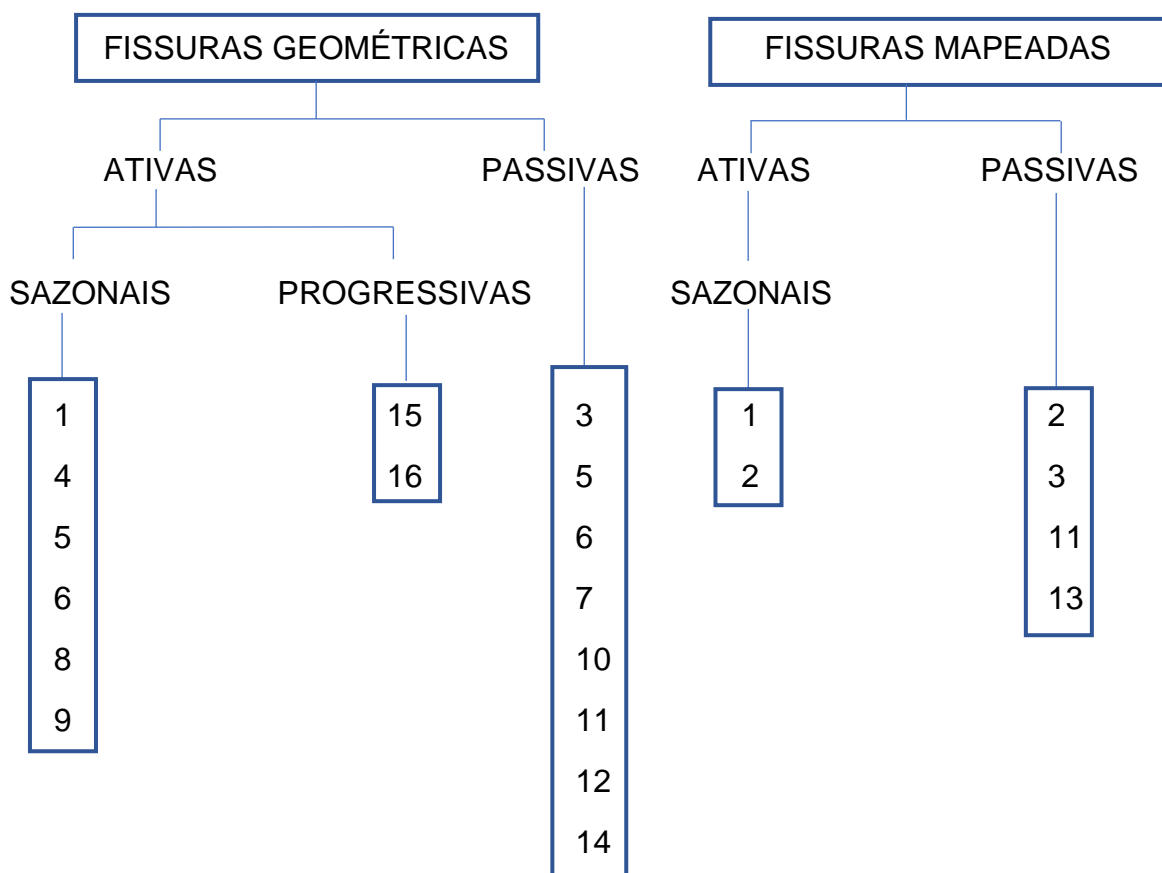 FISSURAS GEOMÉTRICAS
ATIVAS
PASSIVAS
SAZONAIS
PROGRESSIVAS
1
4
5
6
8
9
15
16
3
5
6
7
10
11
12
14
FISSURAS MAPEADAS
ATIVAS
PASSIVAS
SAZONAIS
1
2
2
3
11
13